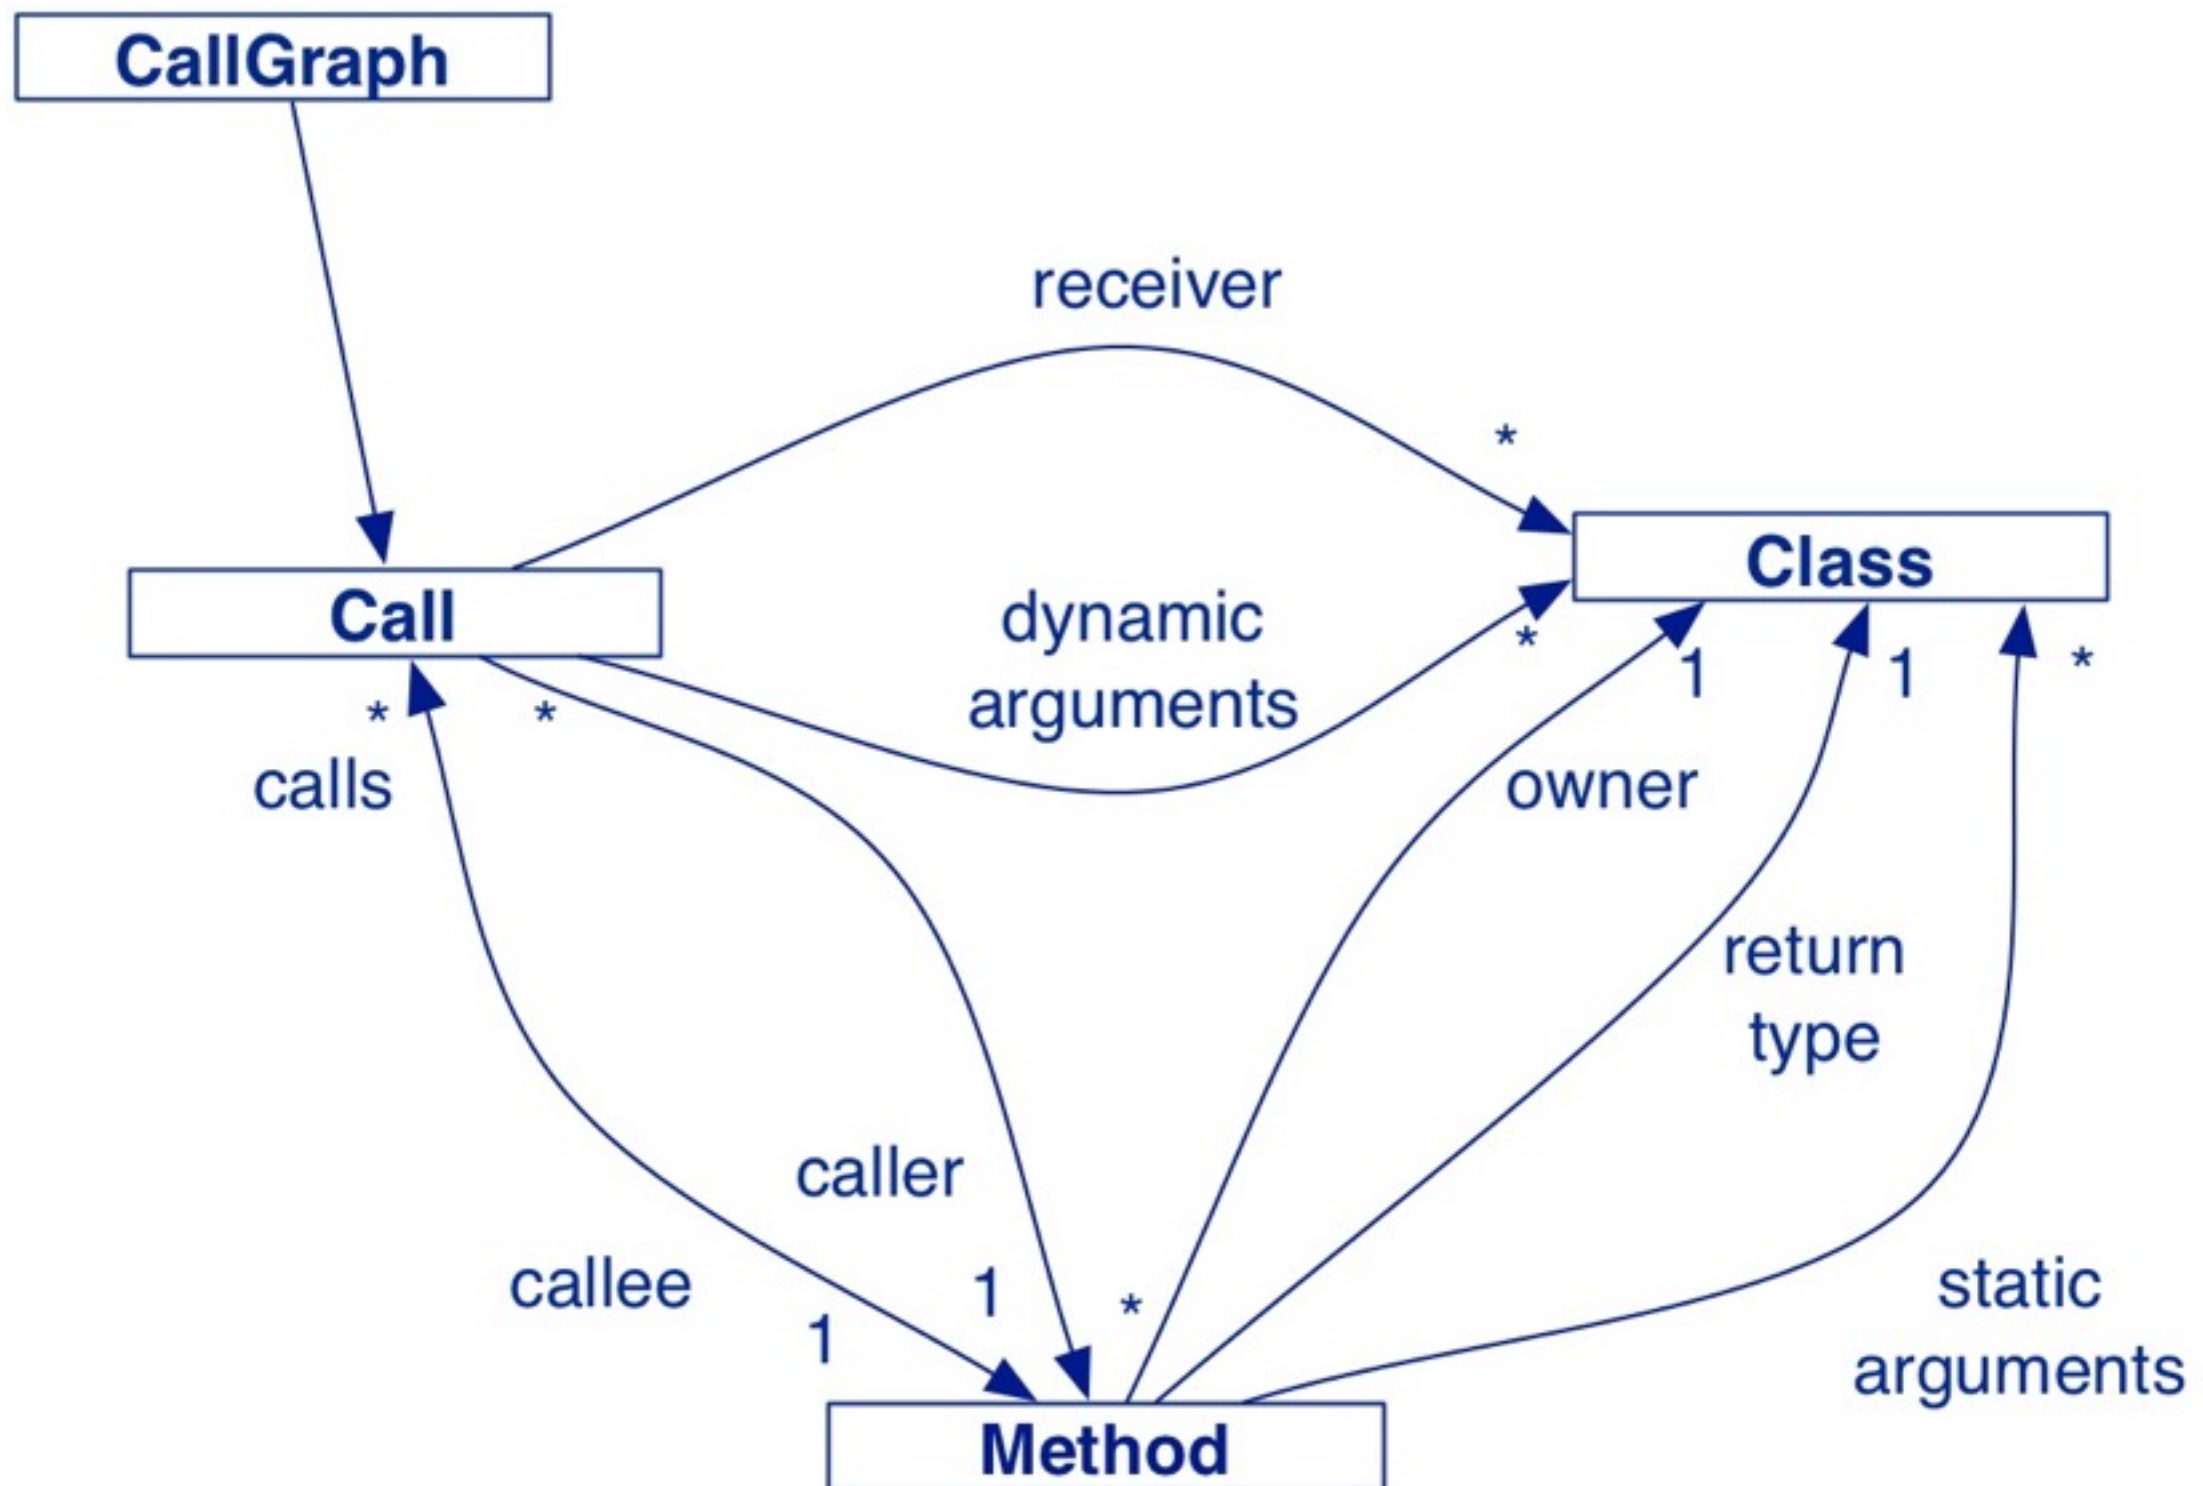 CallGraph
receiver
*
Class
Call
dynamic
arguments
*
1
1
*
*
*
calls
owner
return
type
caller
callee
1
1
*
static
arguments
Method